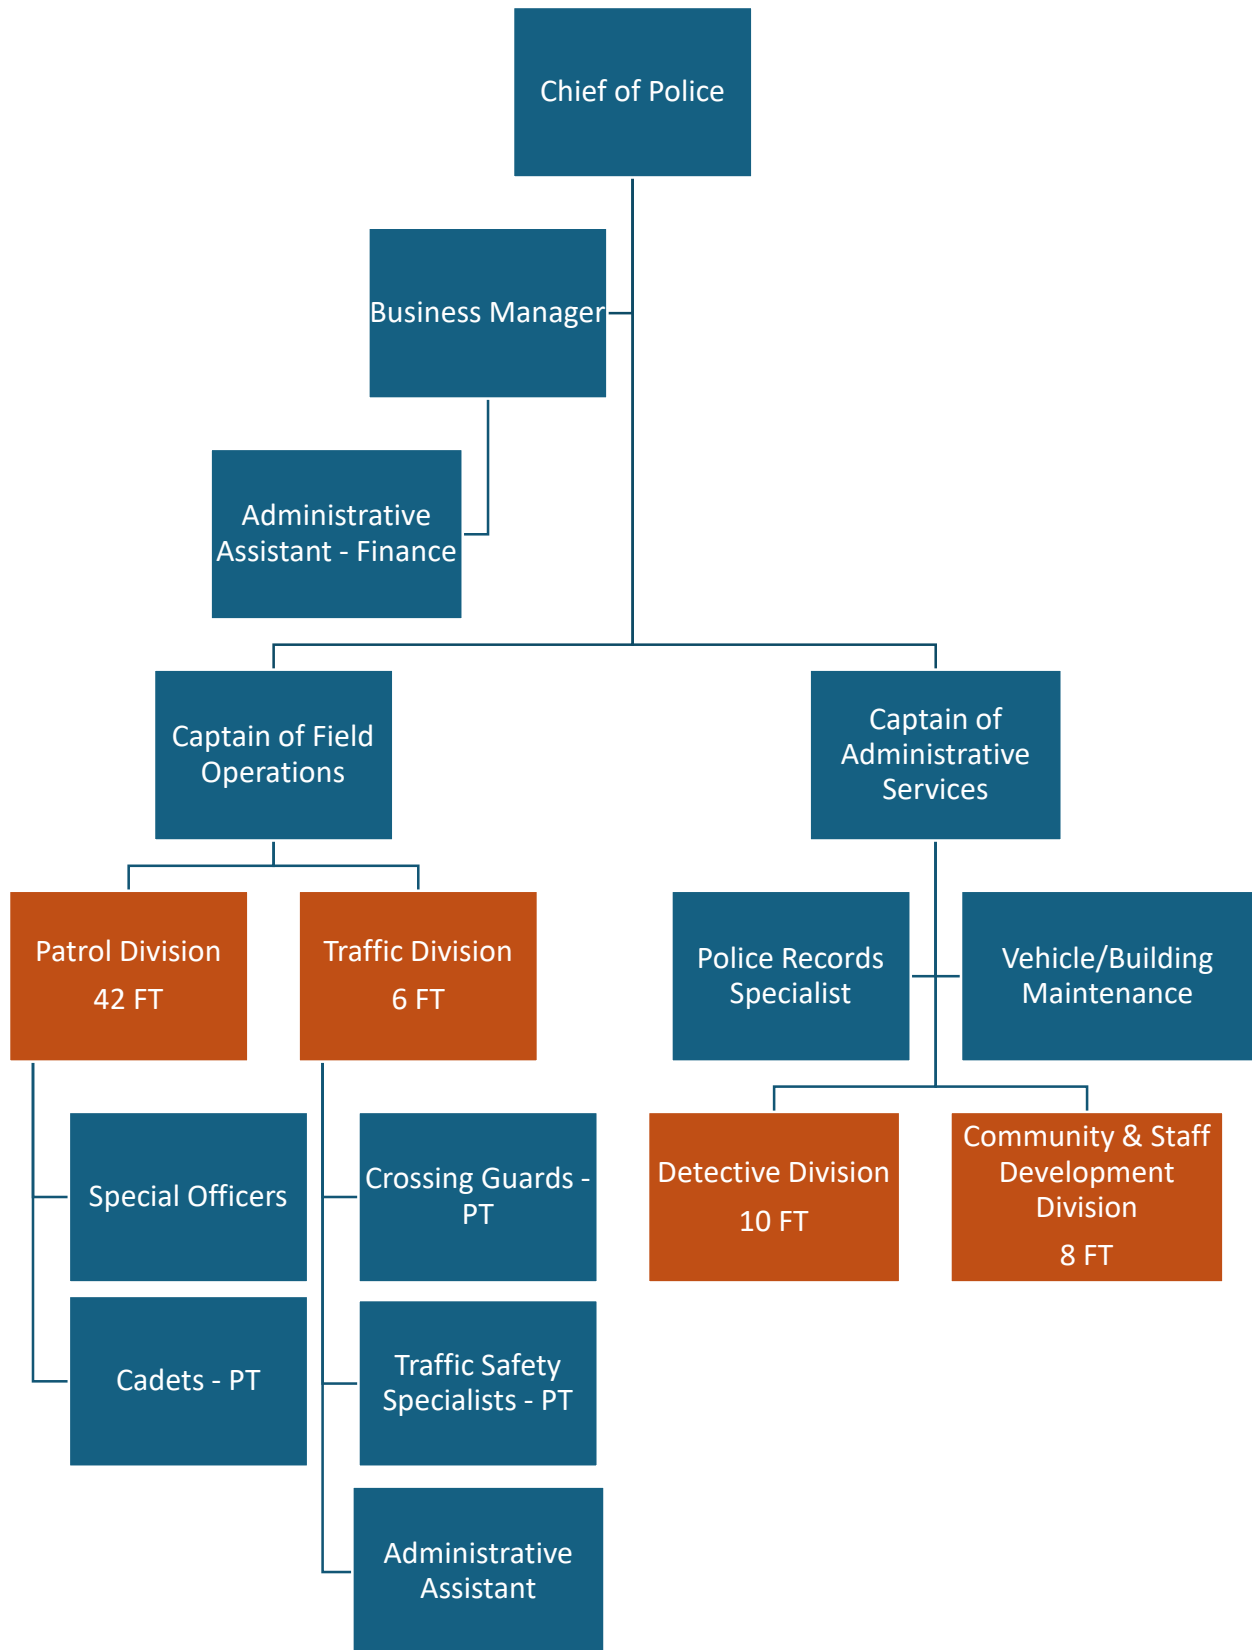 Chief of Police
Business Manager
Administrative
Assistant - Finance
Captain of Field
Operations
Captain of
Administrative
Services
Patrol Division
42 FT
Traffic Division
6 FT
Police Records
Specialist
Vehicle/Building
Maintenance
Special Officers
Cadets - PT
Crossing Guards -
PT
Traffic Safety
Specialists - PT
Administrative
Assistant
Detective Division
10 FT
Community & Staff
Development
Division
8 FT